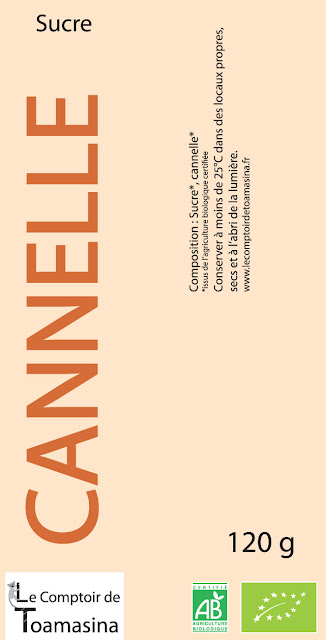 Sucre
CANNELLE
Composition : Sucre*, cannelle*
*issus de l'agriculture biologique certifiée
Conserver à moins de 25°C dans des locaux propres,
secs et à l'abri de la lumière.
www.lecomptoirdetoamasina.fr
120 g
Le Comptoir de
Toamasina
CERTIFIÉ
AB
AGRICULTURE
BIOLOGIQUE